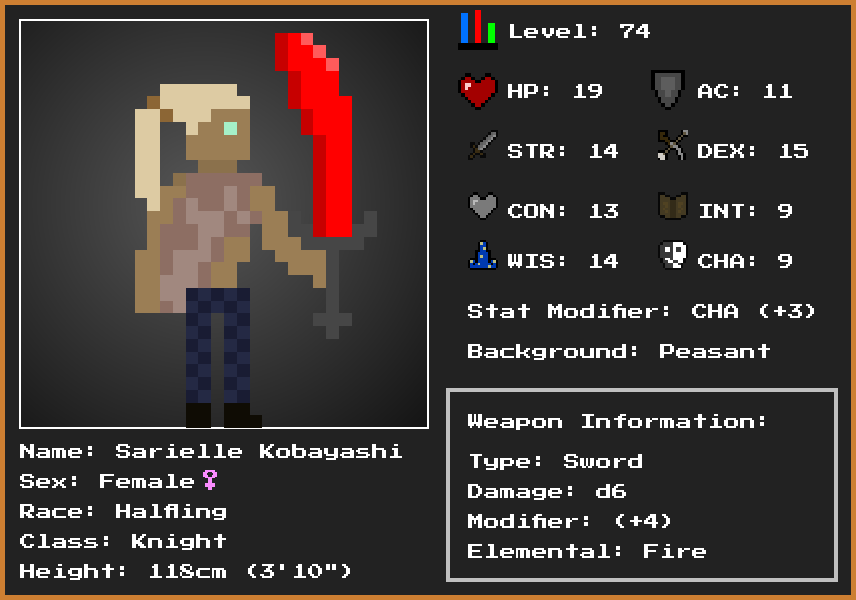 Level: 74
HP: 19
AC: 11
STR: 14
DEX: 15
CON: 13
INT: 9
WIS: 14
CHA: 9
Stat Modifier: CHA (+3)
Background: Peasant
Weapon Information:
Type: Sword
Damage: d6
Modifier: (+4)
Elemental: Fire
Name: Sarielle Kobayashi
Sex: Female♀
Race: Halfling
Class: Knight
Height: 118cm (3'10")